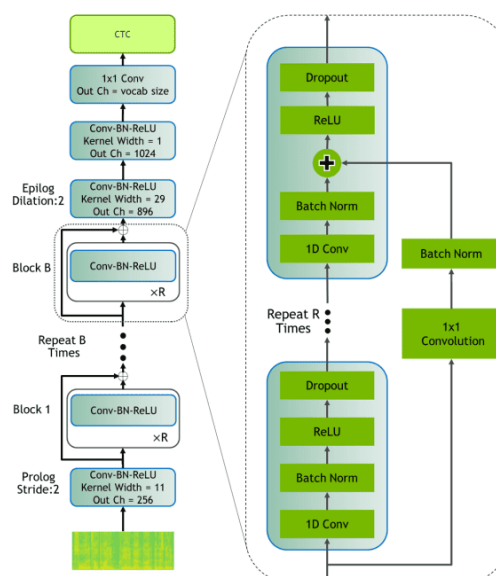 CTC
1x1 Conv
Out Ch = vocab size
Conv-BN-ReLU
Kernel Width = 1
Out Ch = 1024
Epilog
Dilation:2
Conv-BN-ReLU
Kernel Width = 29
Out Ch = 896
Block B
Conv-BN-ReLU
×R
Repeat B
Times
Block 1
Conv-BN-ReLU
×R
Prolog
Stride:2
Conv-BN-ReLU
Kernel Width = 11
Out Ch = 256
Dropout
ReLU
+
Batch Norm
1D Conv
Batch Norm
1x1
Convolution
Repeat R
Times
Dropout
ReLU
Batch Norm
1D Conv